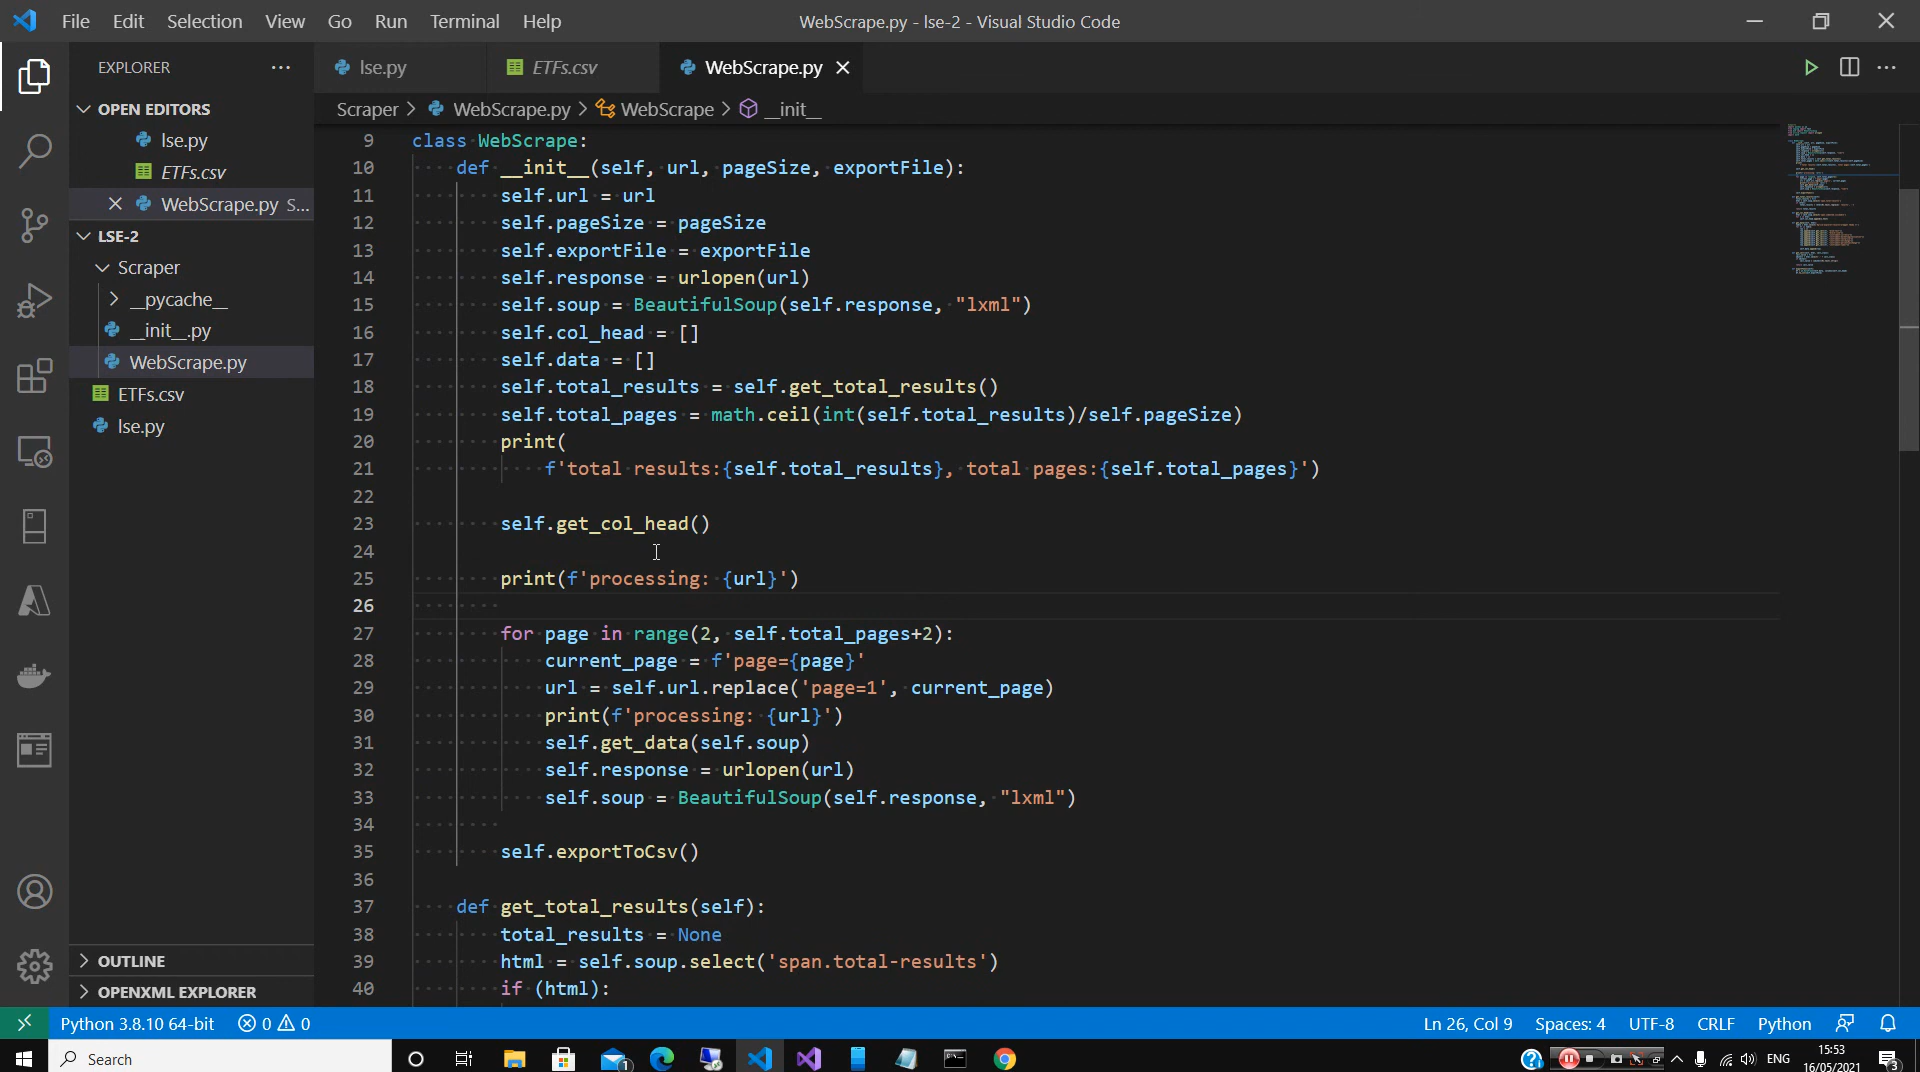 File Edit Selection View Go Run Terminal Help
WebScrape.py - lse-2 - Visual Studio Code
EXPLORER
lse.py
ETFs.csv
WebScrape.py
OPEN EDITORS
lse.py
ETFs.csv
WebScrape.py S...
LSE-2
Scraper
__pycache__
__init__.py
WebScrape.py
ETFs.csv
lse.py
OUTLINE
OPENXML EXPLORER
Scraper > WebScrape.py > WebScrape > __init__
9 class WebScrape:
10 def __init__(self, url, pageSize, exportFile):
11 self.url = url
12 self.pageSize = pageSize
13 self.exportFile = exportFile
14 self.response = urlopen(url)
15 self.soup = BeautifulSoup(self.response, "lxml")
16 self.col_head = []
17 self.data = []
18 self.total_results = self.get_total_results()
19 self.total_pages = math.ceil(int(self.total_results)/self.pageSize)
20 print(
21 f'total results:{self.total_results}, total pages:{self.total_pages}')
22
23 self.get_col_head()
24
25 print(f'processing: {url}')
26
27 for page in range(2, self.total_pages+2):
28 current_page = f'page={page}'
29 url = self.url.replace('page=1', current_page)
30 print(f'processing: {url}')
31 self.get_data(self.soup)
32 self.response = urlopen(url)
33 self.soup = BeautifulSoup(self.response, "lxml")
34
35 self.exportToCsv()
36
37 def get_total_results(self):
38 total_results = None
39 html = self.soup.select('span.total-results')
40 if (html):
Python 3.8.10 64-bit 0 0
Ln 26, Col 9 Spaces: 4 UTF-8 CRLF Python
Search
1
ENG
15:53
16/05/2021
3